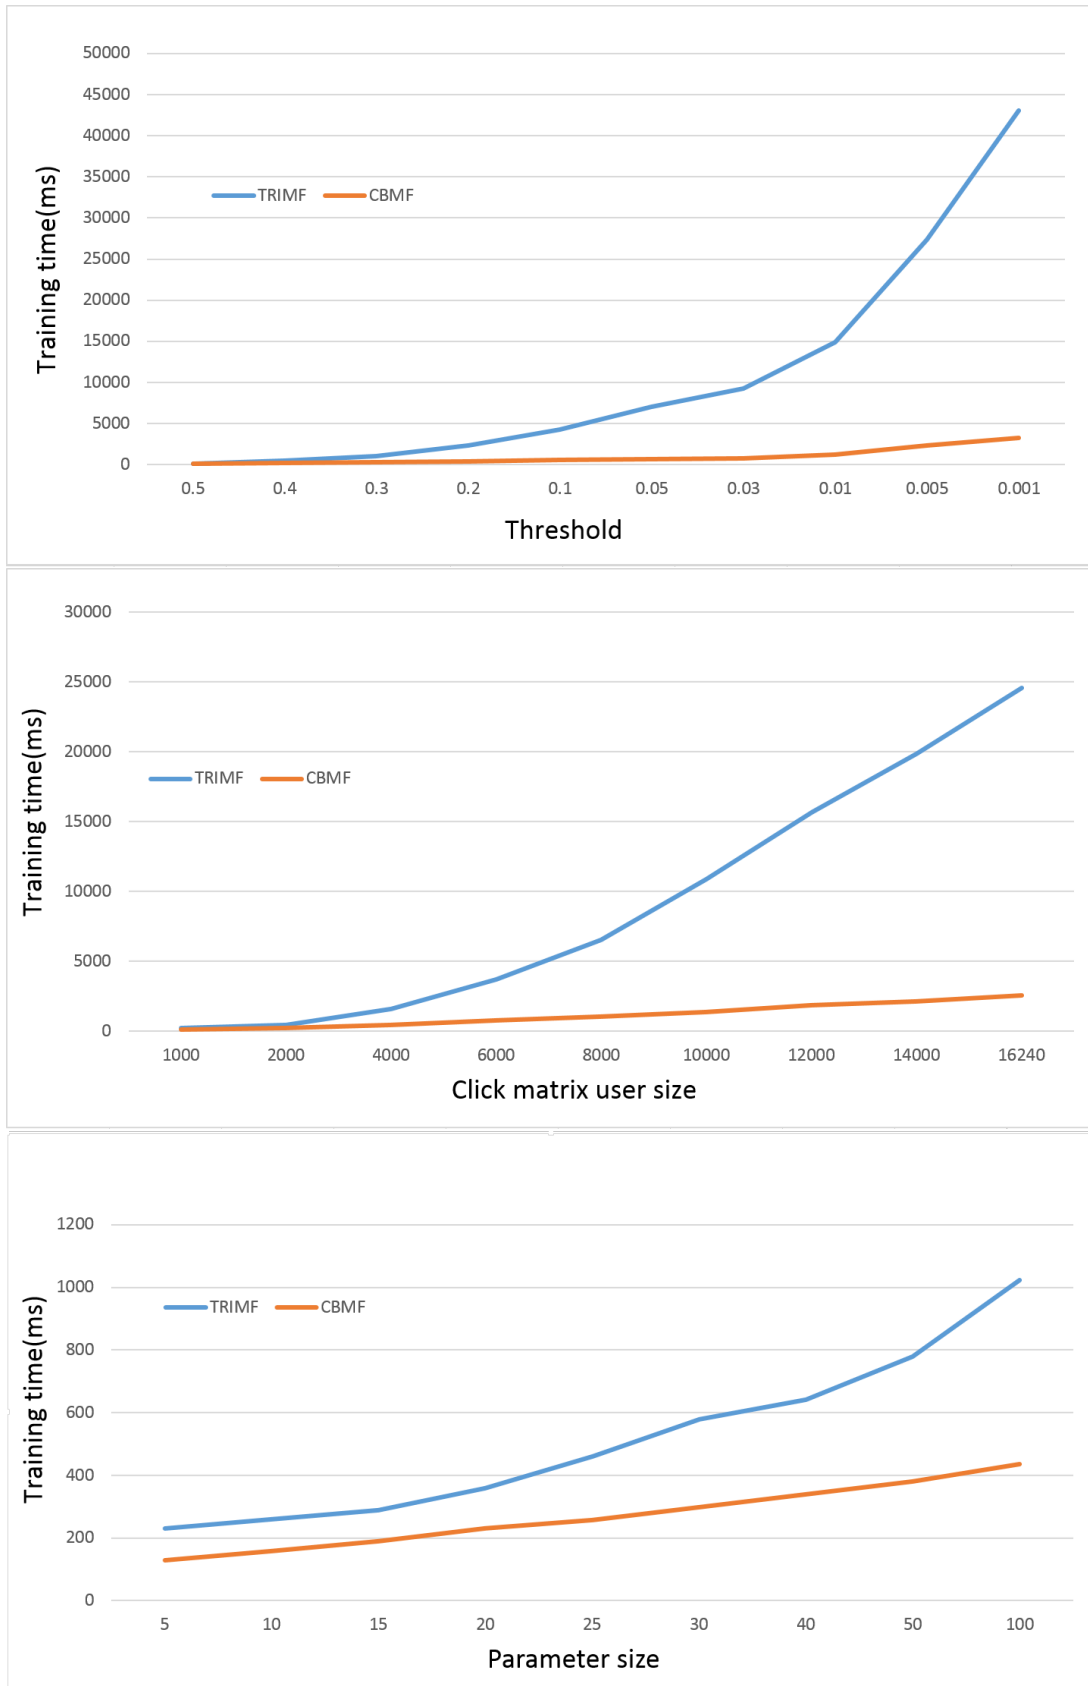 50000
45000
40000
35000
30000
25000
20000
15000
10000
5000
0
Training time(ms)
TRIMF CBMF
0.5 0.4 0.3 0.2 0.1 0.05 0.03 0.01 0.005 0.001
Threshold
30000
25000
20000
15000
10000
5000
0
Training time(ms)
TRIMF CBMF
1000 2000 4000 6000 8000 10000 12000 14000 16240
Click matrix user size
1200
1000
800
600
400
200
0
Training time(ms)
TRIMF CBMF
5 10 15 20 25 30 40 50 100
Parameter size